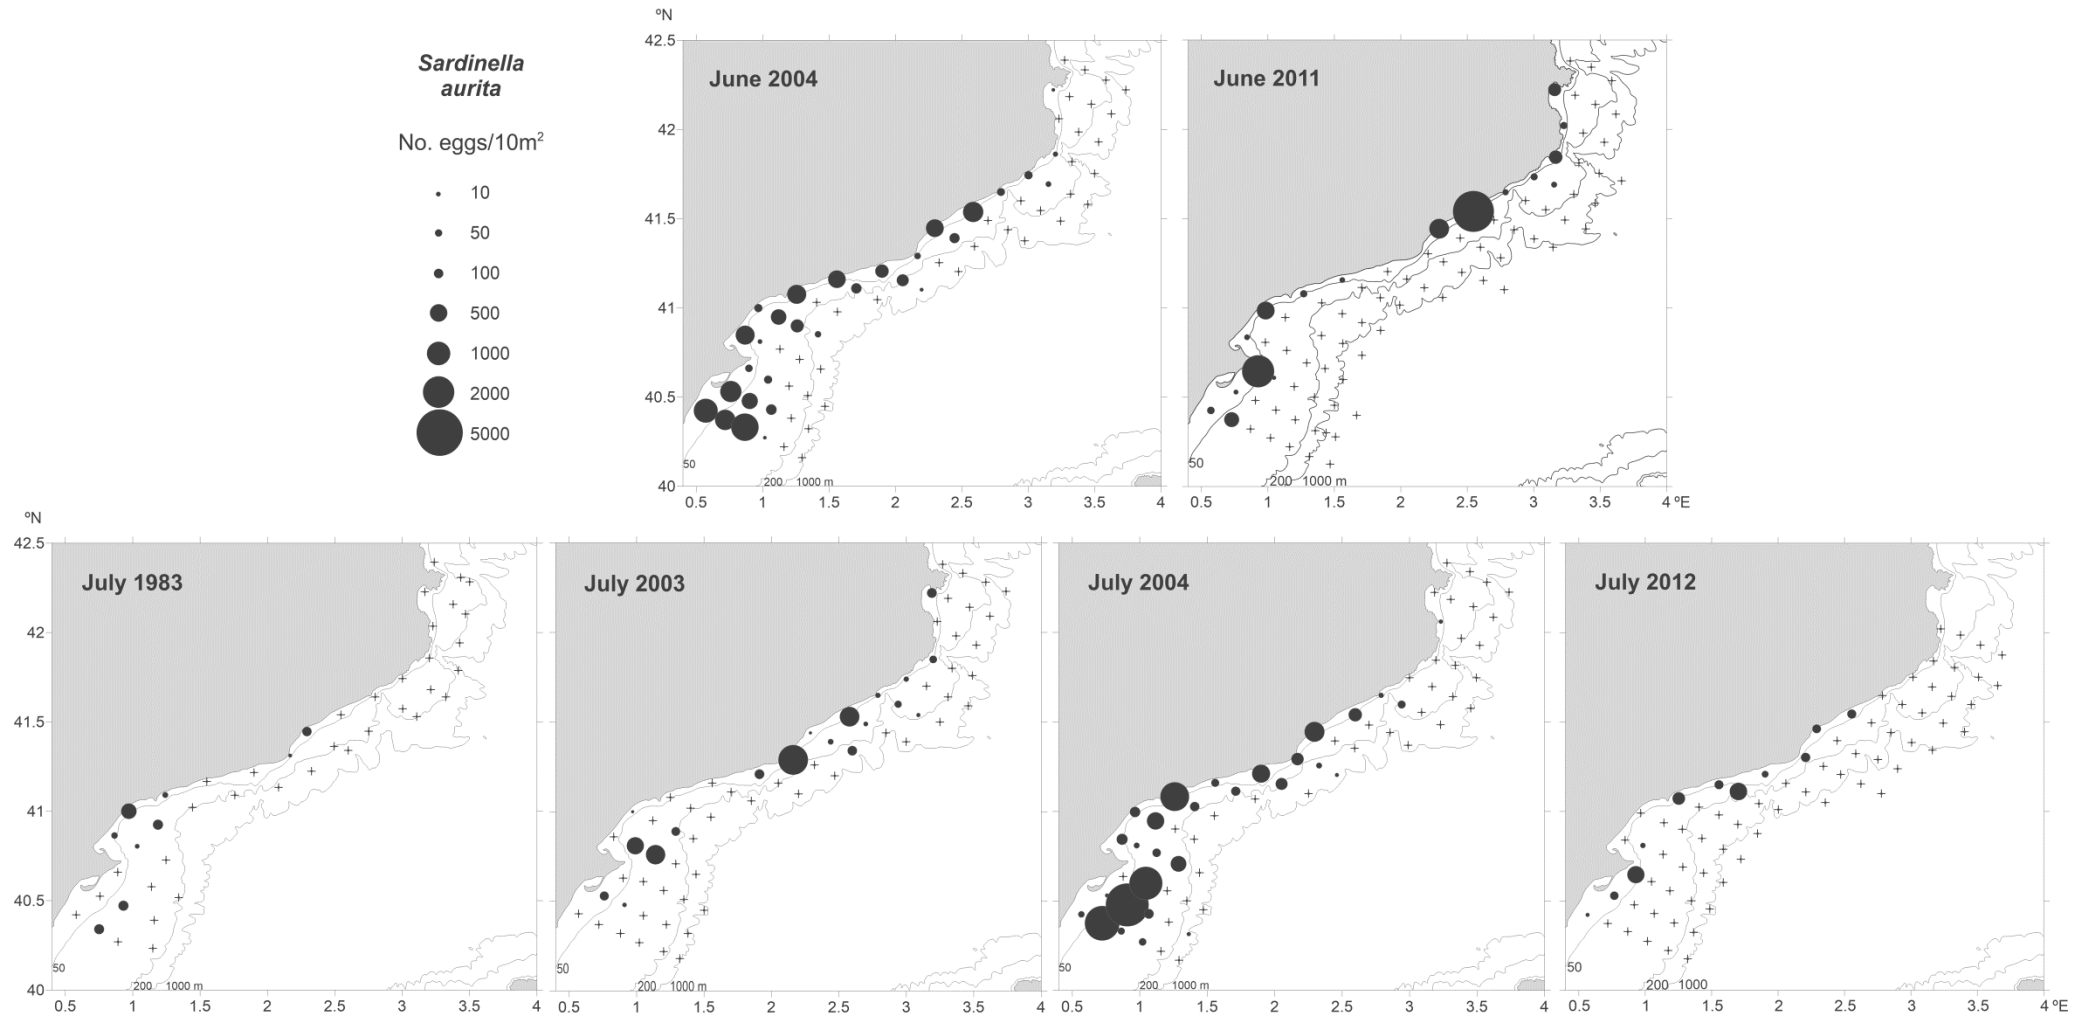 ºN
Sardinella
aurita
No. eggs/10m²
10
50
100
500
1000
2000
5000
42.5
42
41.5
41
40.5
40
June 2004
50
200 1000 m
0.5 1 1.5 2 2.5 3 3.5 4
June 2011
50
200 1000 m
0.5 1 1.5 2 2.5 3 3.5 4 ºE
ºN
42.5
42
41.5
41
40.5
40
July 1983
50
200 1000 m
0.5 1 1.5 2 2.5 3 3.5 4
July 2003
50
200 1000 m
0.5 1 1.5 2 2.5 3 3.5 4
July 2004
50
200 1000 m
0.5 1 1.5 2 2.5 3 3.5 4
July 2012
50
200 1000
0.5 1 1.5 2 2.5 3 3.5 4 ºE